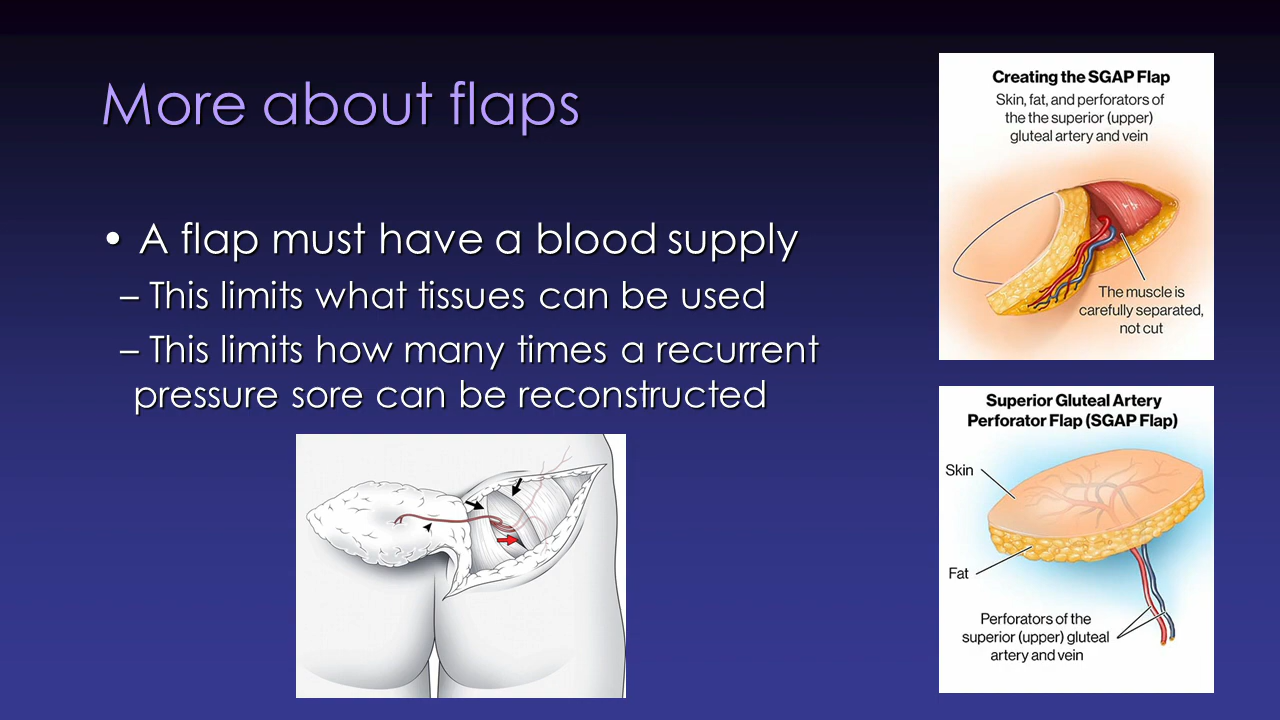 More about flaps
• A flap must have a blood supply
– This limits what tissues can be used
– This limits how many times a recurrent
pressure sore can be reconstructed
Creating the SGAP Flap
Skin, fat, and perforators of
the the superior (upper)
gluteal artery and vein
The muscle is
carefully separated,
not cut
Superior Gluteal Artery
Perforator Flap (SGAP Flap)
Skin
Fat
Perforators of the
superior (upper) gluteal
artery and vein